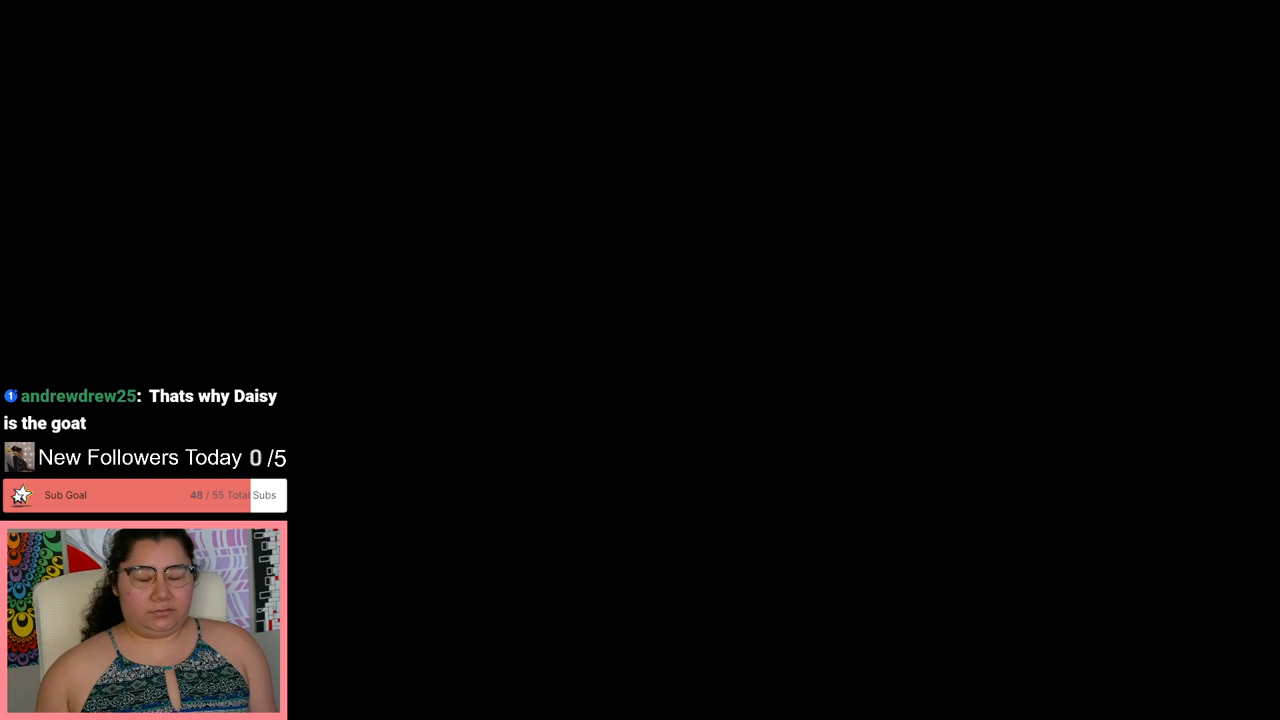 andrewdrew25: Thats why Daisy
is the goat
New Followers Today 0 /5
Sub Goal 48 / 55 Total Subs